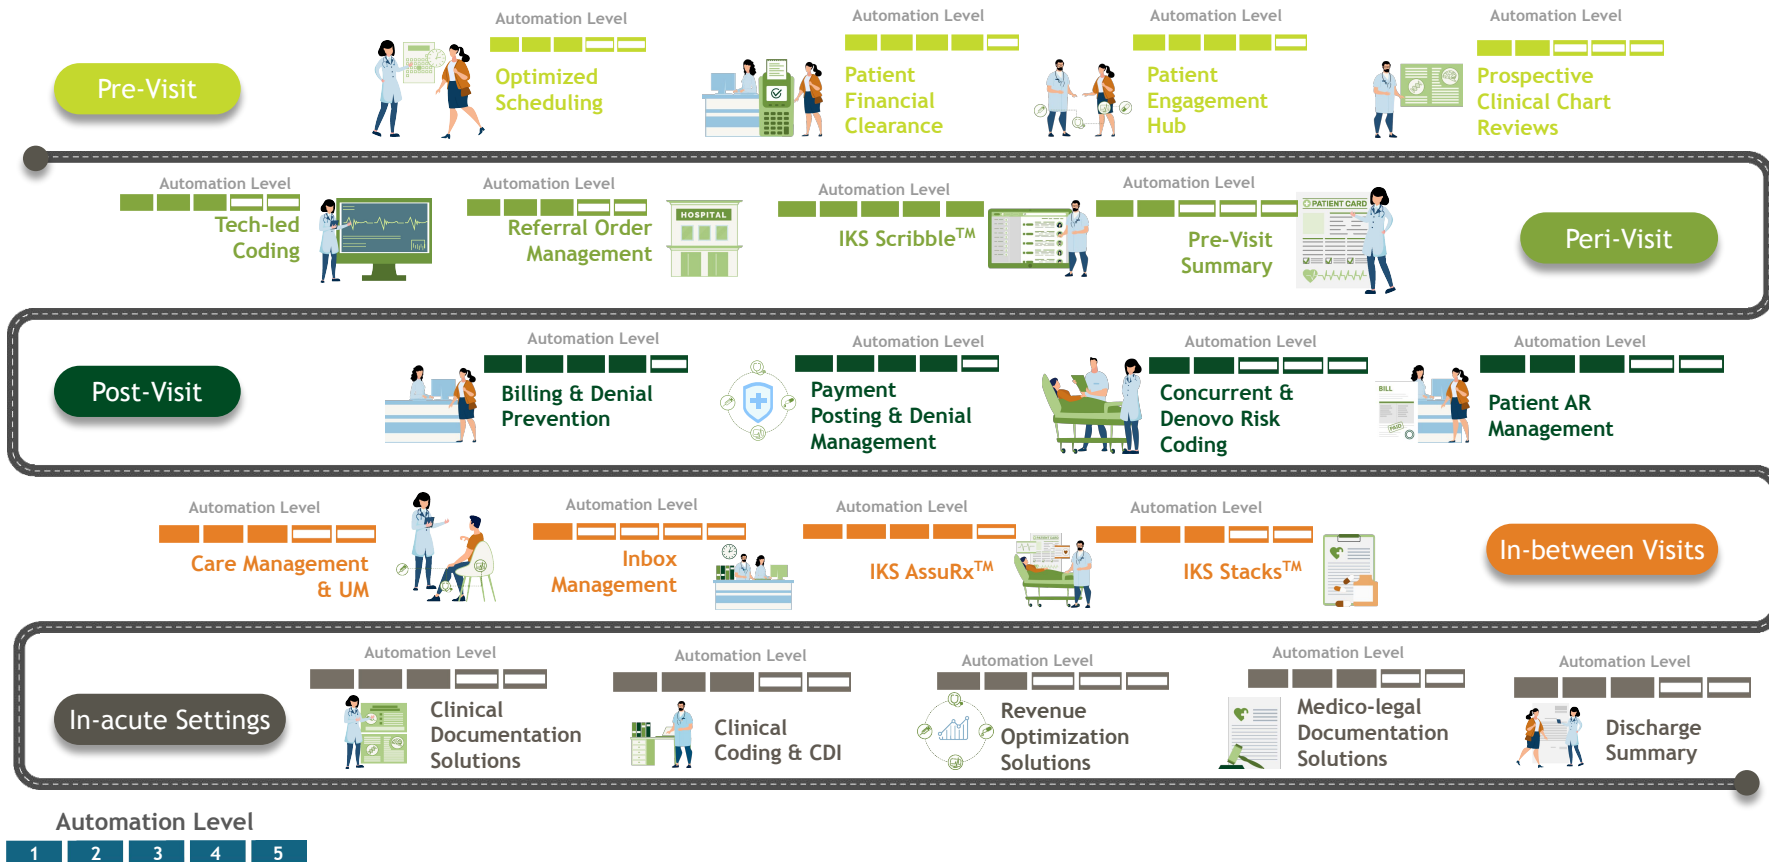 Automation Level
Automation Level
Automation Level
Automation Level
Pre-Visit
Optimized
Scheduling
Patient
Financial
Clearance
Patient
Engagement
Hub
Prospective
Clinical Chart
Reviews
Automation Level
Automation Level
Automation Level
Automation Level
Tech-led
Coding
Referral Order
Management
HOSPITAL
IKS Scribble™
Pre-Visit
Summary
PATIENT CARD
Peri-Visit
Automation Level
Automation Level
Automation Level
Automation Level
Post-Visit
Billing & Denial
Prevention
Payment
Posting & Denial
Management
Concurrent &
Denovo Risk
Coding
BILL
PAID
Patient AR
Management
Automation Level
Automation Level
Automation Level
Automation Level
Care Management
& UM
Inbox
Management
IKS AssuRx™
PATIENT CARD
IKS Stacks™
In-between Visits
Automation Level
Automation Level
Automation Level
Automation Level
Automation Level
In-acute Settings
Clinical
Documentation
Solutions
Clinical
Coding & CDI
Revenue
Optimization
Solutions
Medico-legal
Documentation
Solutions
Discharge
Summary
Automation Level
1 2 3 4 5